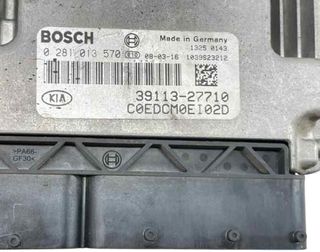 BOSCH
Made in Germany
1325 0143
0 281 013 570 08-03-16 1039S23212
KIA
39113-27710
C0EDCM0EI02D
>PA66-
GF30<